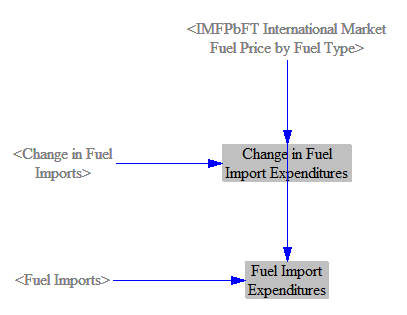 <IMFPbFT International Market
Fuel Price by Fuel Type>
<Change in Fuel
Imports>
Change in Fuel
Import Expenditures
<Fuel Imports>
Fuel Import
Expenditures